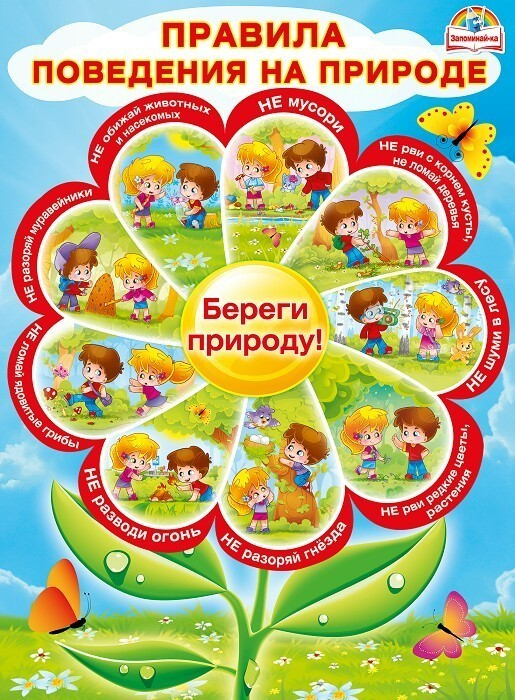 Запоминай-ка
ПРАВИЛА
ПОВЕДЕНИЯ НА ПРИРОДЕ
НЕ обижай животных
и насекомых
НЕ мусори
НЕ рви с корнем кусты,
не ломай деревья
НЕ шуми в лесу
НЕ рви редкие цветы,
растения
НЕ разоряй гнёзда
НЕ разводи огонь
НЕ ломай ядовитые грибы
НЕ разоряй муравейники
Береги
природу!